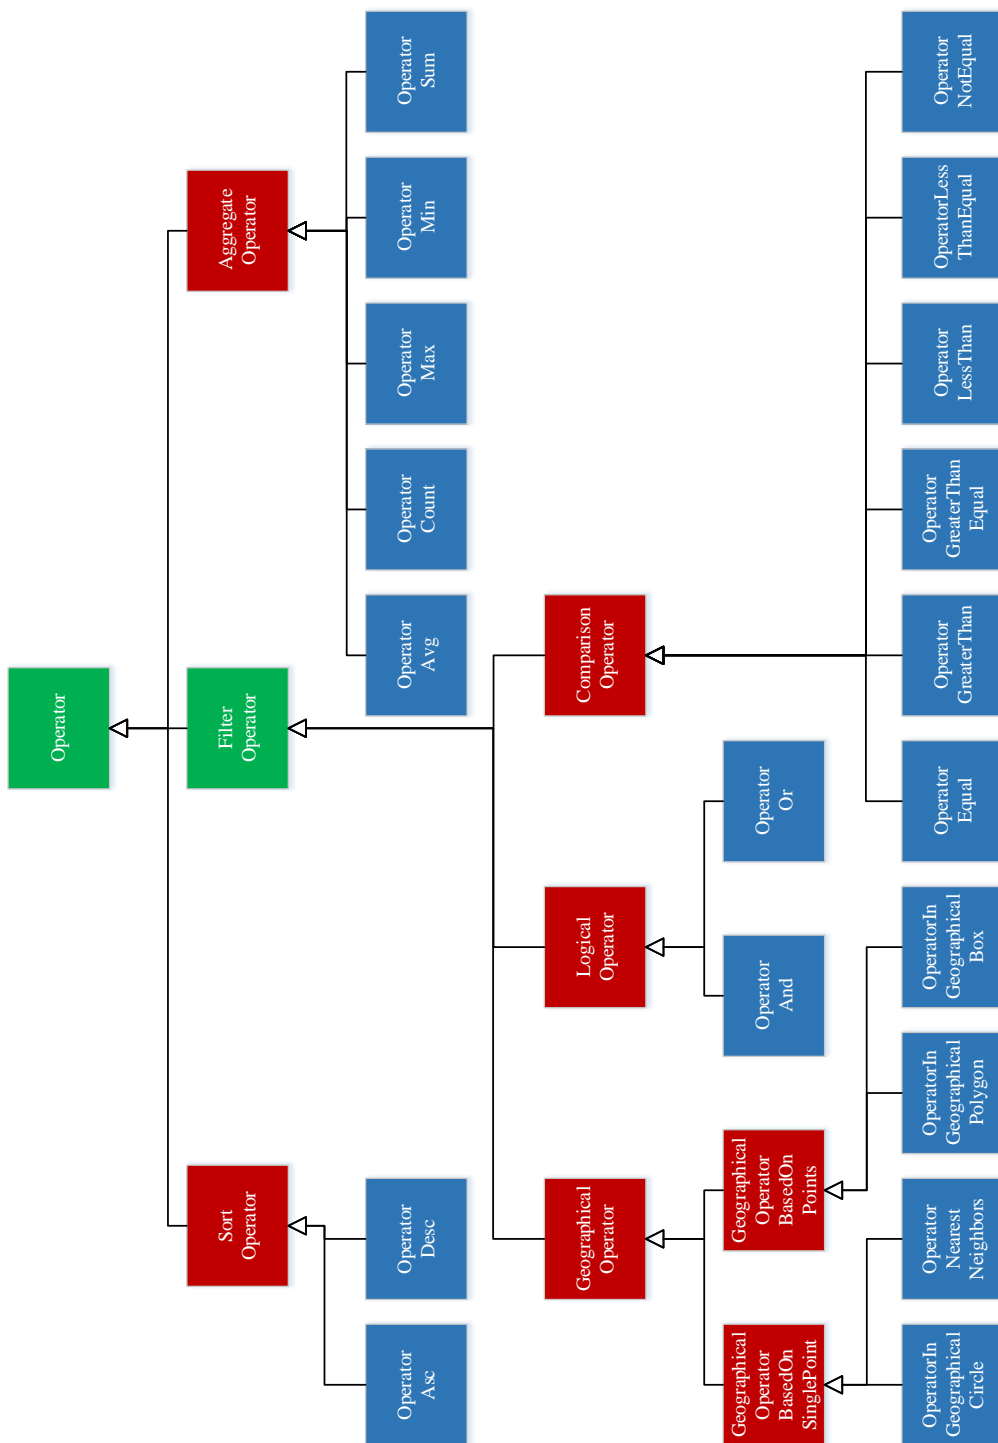 Operator
Sort
Operator
Filter
Operator
Aggregate
Operator
Operator
Asc
Operator
Desc
Operator
Avg
Operator
Count
Operator
Max
Operator
Min
Operator
Sum
Geographical
Operator
Logical
Operator
Comparison
Operator
Geographical
Operator
BasedOn
SinglePoint
Geographical
Operator
BasedOn
Points
Operator
And
Operator
Or
OperatorIn
Geographical
Circle
Operator
Nearest
Neighbors
OperatorIn
Geographical
Polygon
OperatorIn
Geographical
Box
Operator
Equal
Operator
GreaterThan
Operator
GreaterThan
Equal
Operator
LessThan
OperatorLess
ThanEqual
Operator
NotEqual